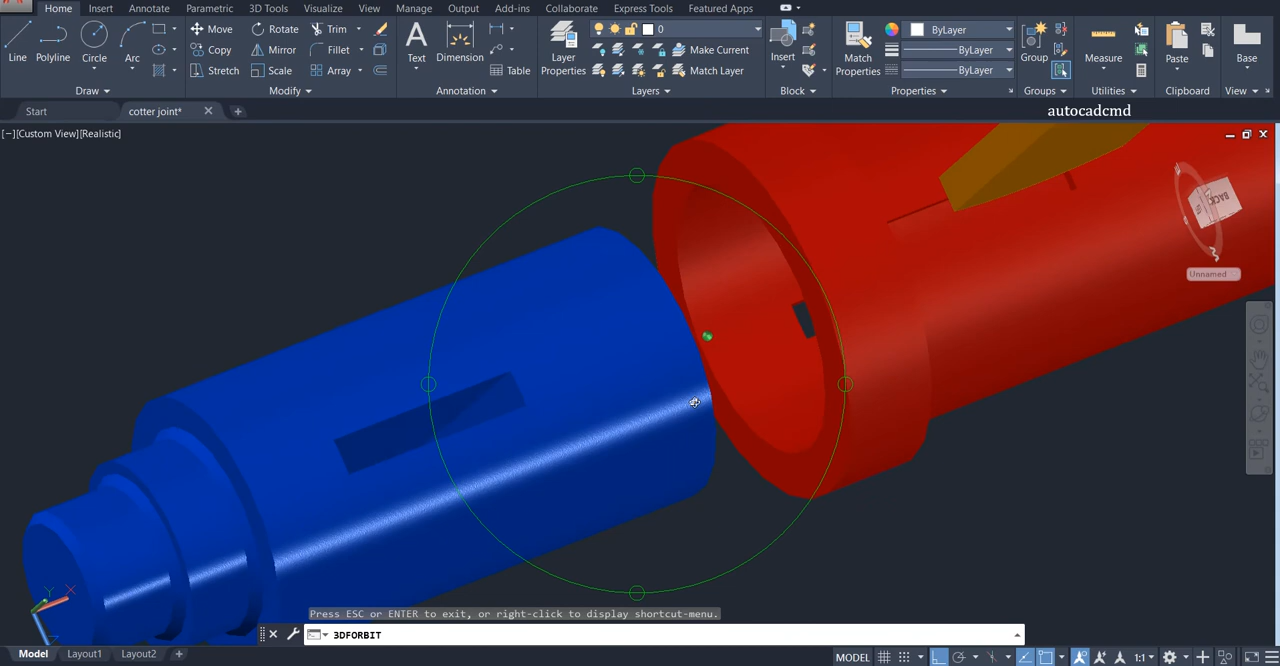 Home Insert Annotate Parametric 3D Tools Visualize View Manage Output Add-ins Collaborate Express Tools Featured Apps
Line
Polyline
Circle
Arc
Move
Rotate
Trim
Copy
Mirror
Fillet
Stretch
Scale
Array
Text
Dimension
Table
Layer
Properties
0
Make Current
Match Layer
Insert
Match
Properties
ByLayer
ByLayer
ByLayer
Group
Measure
Paste
Base
Draw
Modify
Annotation
Layers
Block
Properties
Groups
Utilities
Clipboard
View
Start
cotter joint*
autocadcmd
[−][Custom View][Realistic]
BACK
Unnamed
Y
X
Press ESC or ENTER to exit, or right-click to display shortcut-menu.
3DFORBIT
Model Layout1 Layout2
MODEL
1:1